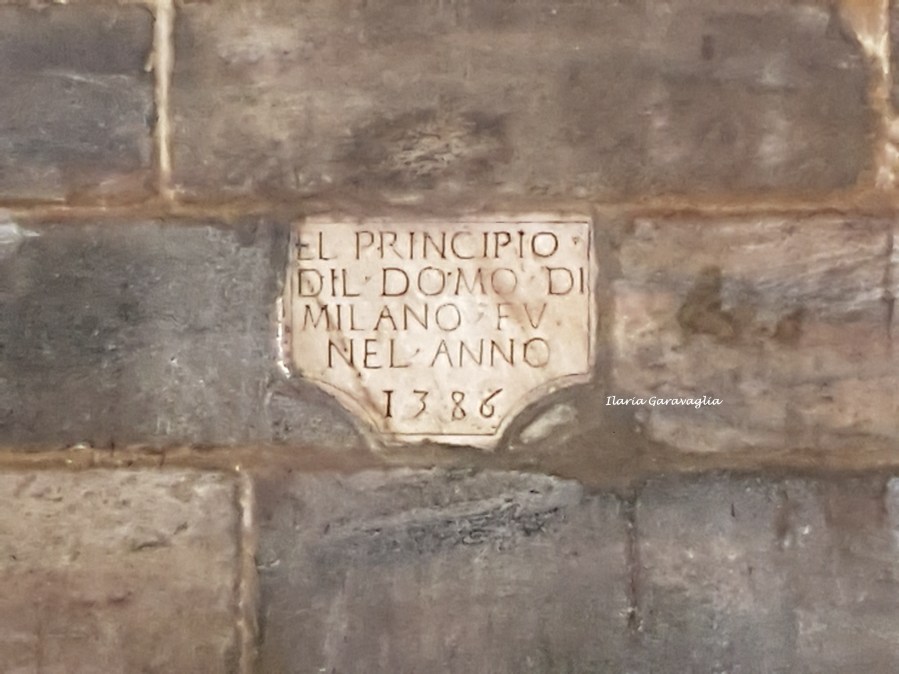 EL PRINCIPIO ·
DIL · DOMO DI
MILANO FV
NEL · ANNO
1386
Ilaria Garavaglia